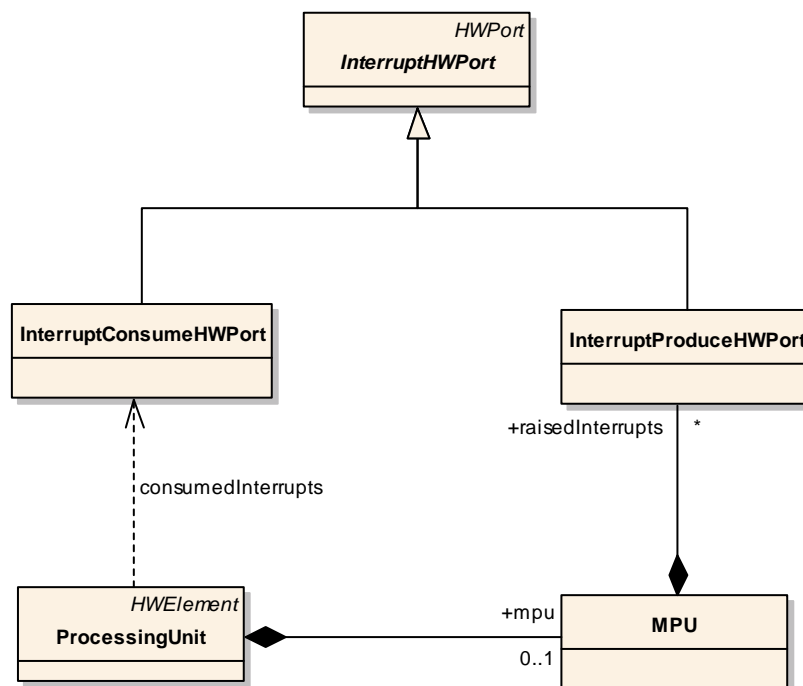 HWPort
InterruptHWPort
InterruptConsumeHWPort
InterruptProduceHWPort
+raisedInterrupts *
consumedInterrupts
HWElement
ProcessingUnit
+mpu
0..1
MPU